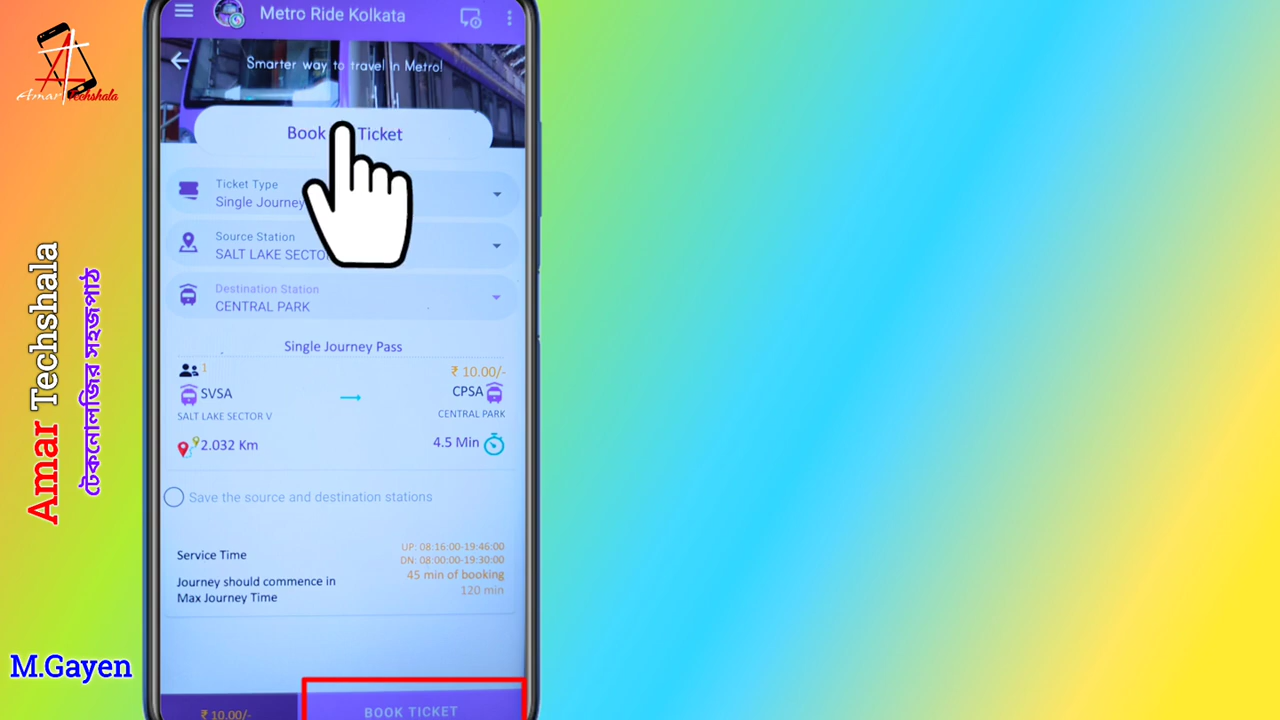 Amar Techshala
Amar Techshala
টেকনোলজির সহজপাঠ
M.Gayen
Metro Ride Kolkata
Smarter way to travel in Metro!
Book Ticket
Ticket Type
Single Journey
Source Station
SALT LAKE SECTO
Destination Station
CENTRAL PARK
Single Journey Pass
1
₹ 10.00/-
SVSA
CPSA
SALT LAKE SECTOR V
CENTRAL PARK
2.032 Km
4.5 Min
Save the source and destination stations
Service Time
UP: 08:16:00-19:46:00
DN: 08:00:00-19:30:00
Journey should commence in
45 min of booking
Max Journey Time
120 min
₹ 10.00/-
BOOK TICKET